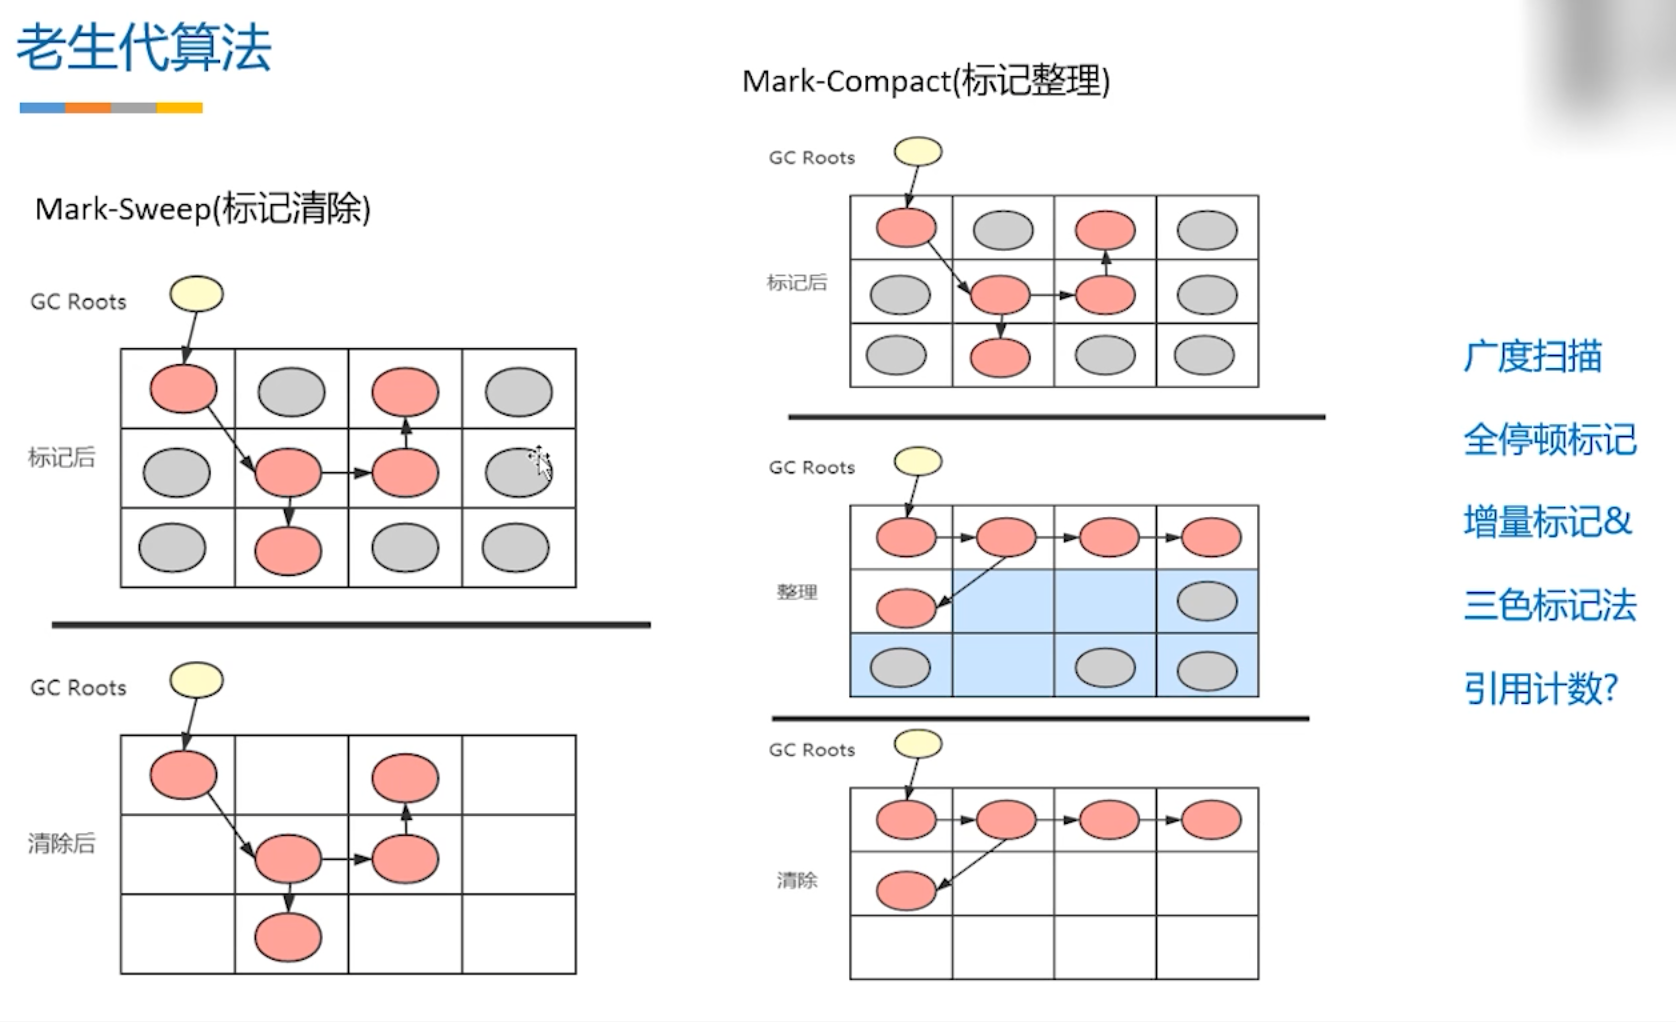 老生代算法
Mark-Sweep(标记清除)
GC Roots
标记后
GC Roots
清除后
Mark-Compact(标记整理)
GC Roots
标记后
GC Roots
整理
GC Roots
清除
广度扫描
全停顿标记
增量标记&
三色标记法
引用计数?